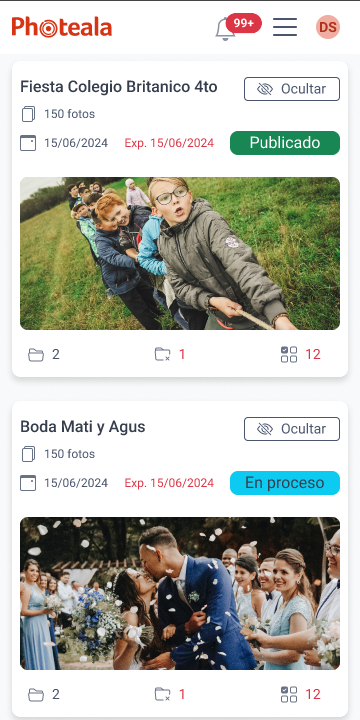 Photeala
99+
DS
Fiesta Colegio Britanico 4to
Ocultar
150 fotos
15/06/2024 Exp. 15/06/2024 Publicado
2 1 12
Boda Mati y Agus
Ocultar
150 fotos
15/06/2024 Exp. 15/06/2024 En proceso
2 1 12